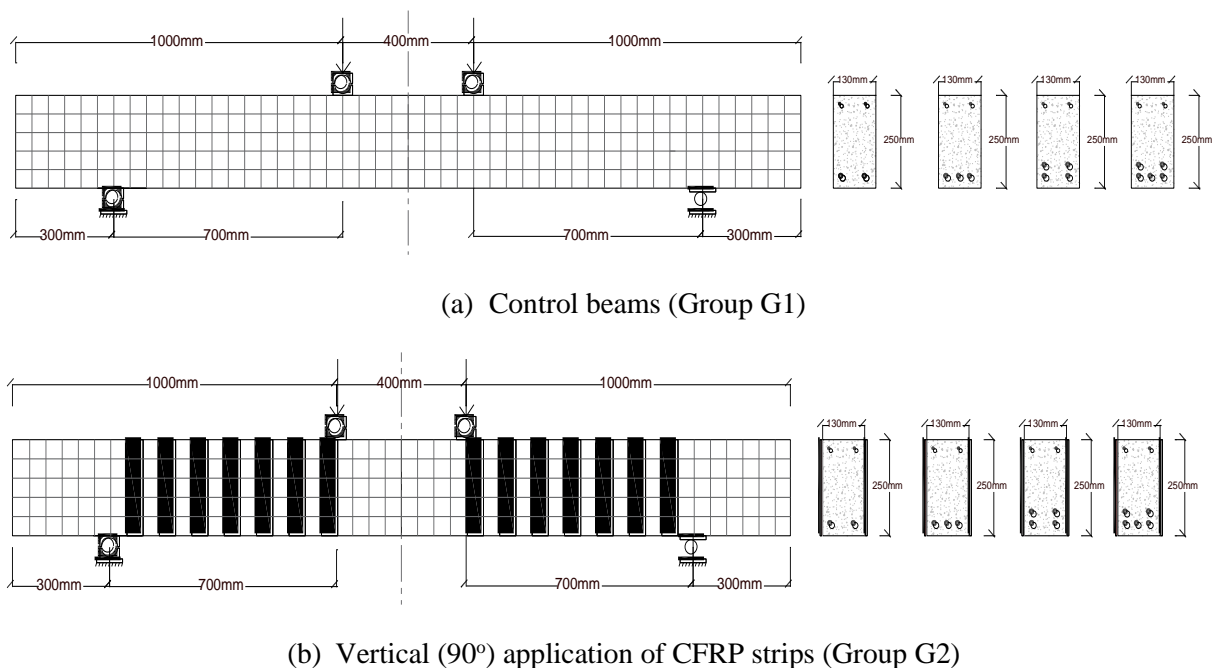 1000mm 400mm 1000mm
130mm 130mm 130mm 130mm
250mm 250mm 250mm 250mm
300mm 700mm 700mm 300mm
(a) Control beams (Group G1)
1000mm 400mm 1000mm
130mm 130mm 130mm 130mm
250mm 250mm 250mm 250mm
300mm 700mm 700mm 300mm
(b) Vertical (90º) application of CFRP strips (Group G2)